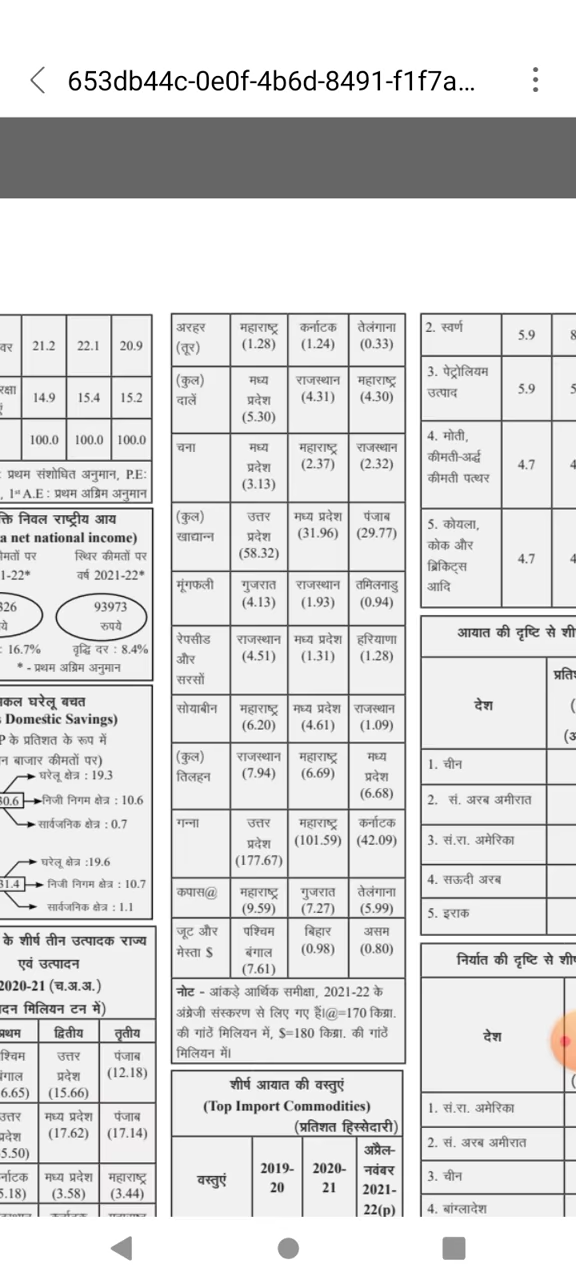 653db44c-0e0f-4b6d-8491-f1f7a...
वर 21.2 22.1 20.9
14.9 15.4 15.2
100.0 100.0 100.0
: प्रथम संशोधित अनुमान, P.E:
, 1st A.E : प्रथम अग्रिम अनुमान
क्ति निवल राष्ट्रीय आय
a net national income)
मतों पर स्थिर कीमतों पर
1-22* वर्ष 2021-22*
326 93973
ये रुपये
: 16.7% वृद्धि दर : 8.4%
* - प्रथम अग्रिम अनुमान
कल घरेलू बचत
s Domestic Savings)
P के प्रतिशत के रूप में
न बाजार कीमतों पर)
घरेलू क्षेत्र : 19.3
30.6 निजी निगम क्षेत्र : 10.6
सार्वजनिक क्षेत्र : 0.7
घरेलू क्षेत्र :19.6
31.4 निजी निगम क्षेत्र : 10.7
सार्वजनिक क्षेत्र : 1.1
के शीर्ष तीन उत्पादक राज्य
एवं उत्पादन
2020-21 (च.अ.अ.)
दन मिलियन टन में)
प्रथम द्वितीय तृतीय
श्चिम उत्तर पंजाब
ंगाल प्रदेश (12.18)
6.65) (15.66)
उत्तर मध्य प्रदेश पंजाब
प्रदेश (17.62) (17.14)
5.50)
र्नाटक मध्य प्रदेश महाराष्ट्र
5.18) (3.58) (3.44)
अरहर महाराष्ट्र कर्नाटक तेलंगाना
(तूर) (1.28) (1.24) (0.33)
(कुल) मध्य राजस्थान महाराष्ट्र
दालें प्रदेश (4.31) (4.30)
(5.30)
चना मध्य महाराष्ट्र राजस्थान
प्रदेश (2.37) (2.32)
(3.13)
(कुल) उत्तर मध्य प्रदेश पंजाब
खाद्यान्न प्रदेश (31.96) (29.77)
(58.32)
मूंगफली गुजरात राजस्थान तमिलनाडु
(4.13) (1.93) (0.94)
रेपसीड राजस्थान मध्य प्रदेश हरियाणा
और (4.51) (1.31) (1.28)
सरसों
सोयाबीन महाराष्ट्र मध्य प्रदेश राजस्थान
(6.20) (4.61) (1.09)
(कुल) राजस्थान महाराष्ट्र मध्य
तिलहन (7.94) (6.69) प्रदेश
(6.68)
गन्ना उत्तर महाराष्ट्र कर्नाटक
प्रदेश (101.59) (42.09)
(177.67)
कपास@ महाराष्ट्र गुजरात तेलंगाना
(9.59) (7.27) (5.99)
जूट और पश्चिम बिहार असम
मेस्ता $ बंगाल (0.98) (0.80)
(7.61)
नोट - आंकड़े आर्थिक समीक्षा, 2021-22 के
अंग्रेजी संस्करण से लिए गए हैं।@=170 किग्रा.
की गांठें मिलियन में, $=180 किग्रा. की गांठें
मिलियन में।
शीर्ष आयात की वस्तुएं
(Top Import Commodities)
(प्रतिशत हिस्सेदारी)
वस्तुएं 2019-20 2020-21 अप्रैल-नवंबर 2021-22(p)
2. स्वर्ण 5.9 8
3. पेट्रोलियम
उत्पाद 5.9 5
4. मोती,
कीमती-अर्द्ध 4.7 4
कीमती पत्थर
5. कोयला,
कोक और 4.7 4
ब्रिकिट्स
आदि
आयात की दृष्टि से शी
देश
1. चीन
2. सं. अरब अमीरात
3. सं.रा. अमेरिका
4. सऊदी अरब
5. इराक
निर्यात की दृष्टि से शी
देश
1. सं.रा. अमेरिका
2. सं. अरब अमीरात
3. चीन
4. बांग्लादेश